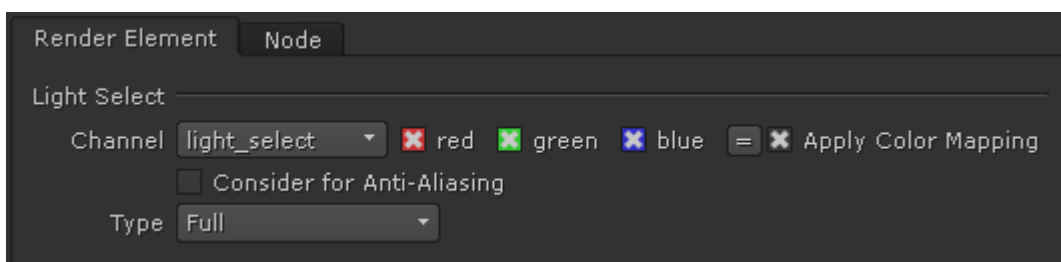 Render Element Node
Light Select
Channel light_select red green blue = Apply Color Mapping
Consider for Anti-Aliasing
Type Full